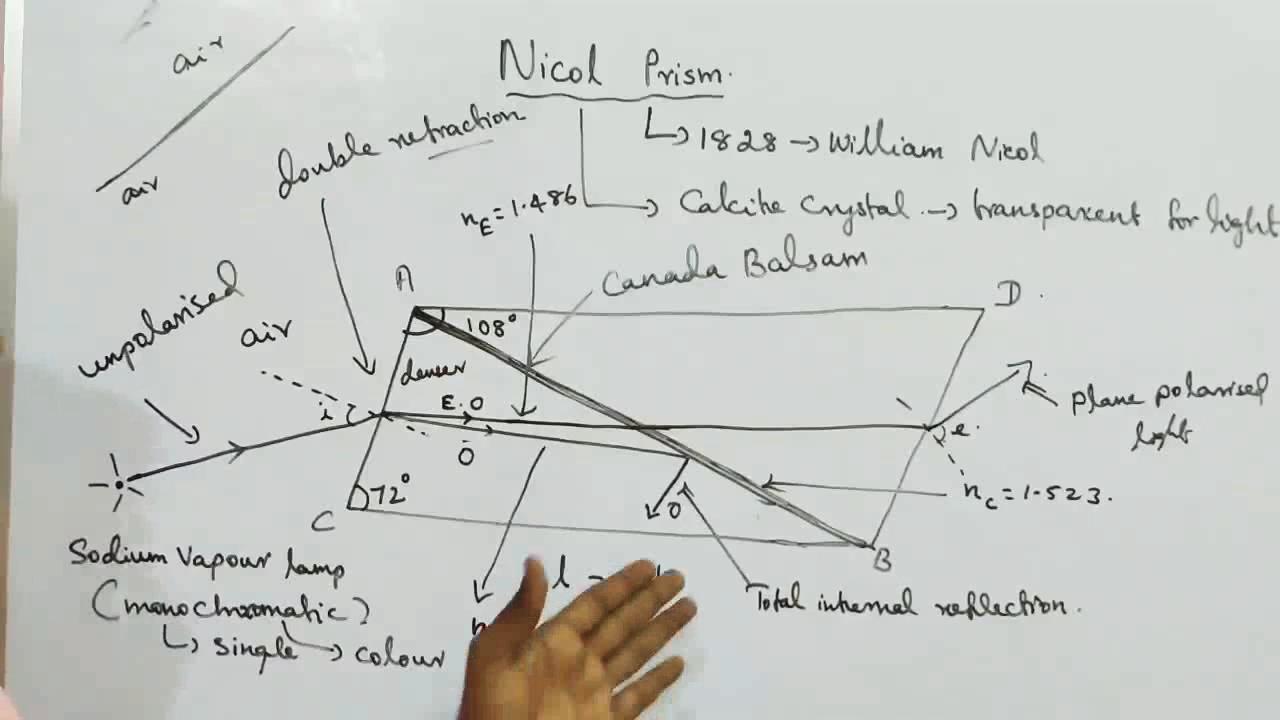 Nicol Prism.
air
air
double refraction
1828 → William Nicol
Calcite Crystal → transparent for light
n_E = 1.486
Canada Balsam
unpolarised
air
A
D.
108°
denser
i
E.O
O
plane polarised
light
e.
n_C = 1.523.
72°
C
O
B
Sodium Vapour lamp
(monochromatic)
↳ single → colour
n
l -
Total internal reflection.